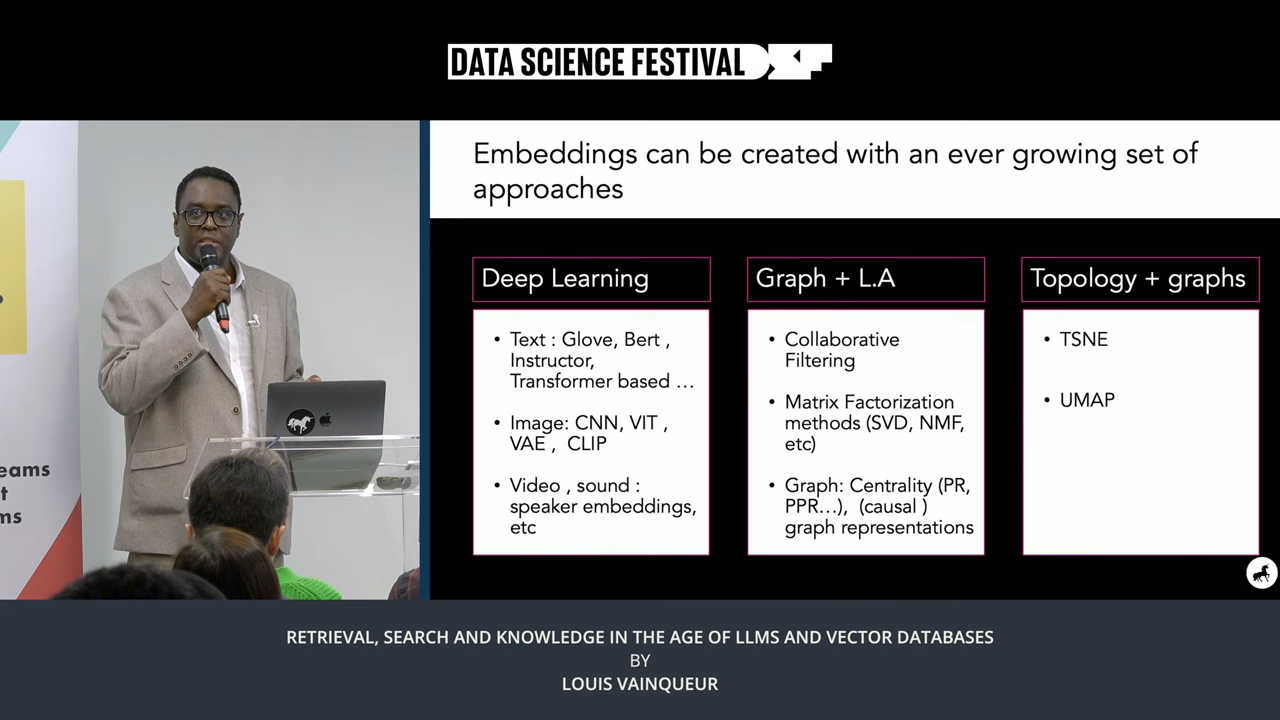 DATA SCIENCE FESTIVAL
Embeddings can be created with an ever growing set of
approaches
Deep Learning
• Text : Glove, Bert ,
Instructor,
Transformer based ...
• Image: CNN, VIT ,
VAE , CLIP
• Video , sound :
speaker embeddings,
etc
Graph + L.A
• Collaborative
Filtering
• Matrix Factorization
methods (SVD, NMF,
etc)
• Graph: Centrality (PR,
PPR...), (causal )
graph representations
Topology + graphs
• TSNE
• UMAP
eams
t
ms
RETRIEVAL, SEARCH AND KNOWLEDGE IN THE AGE OF LLMS AND VECTOR DATABASES
BY
LOUIS VAINQUEUR